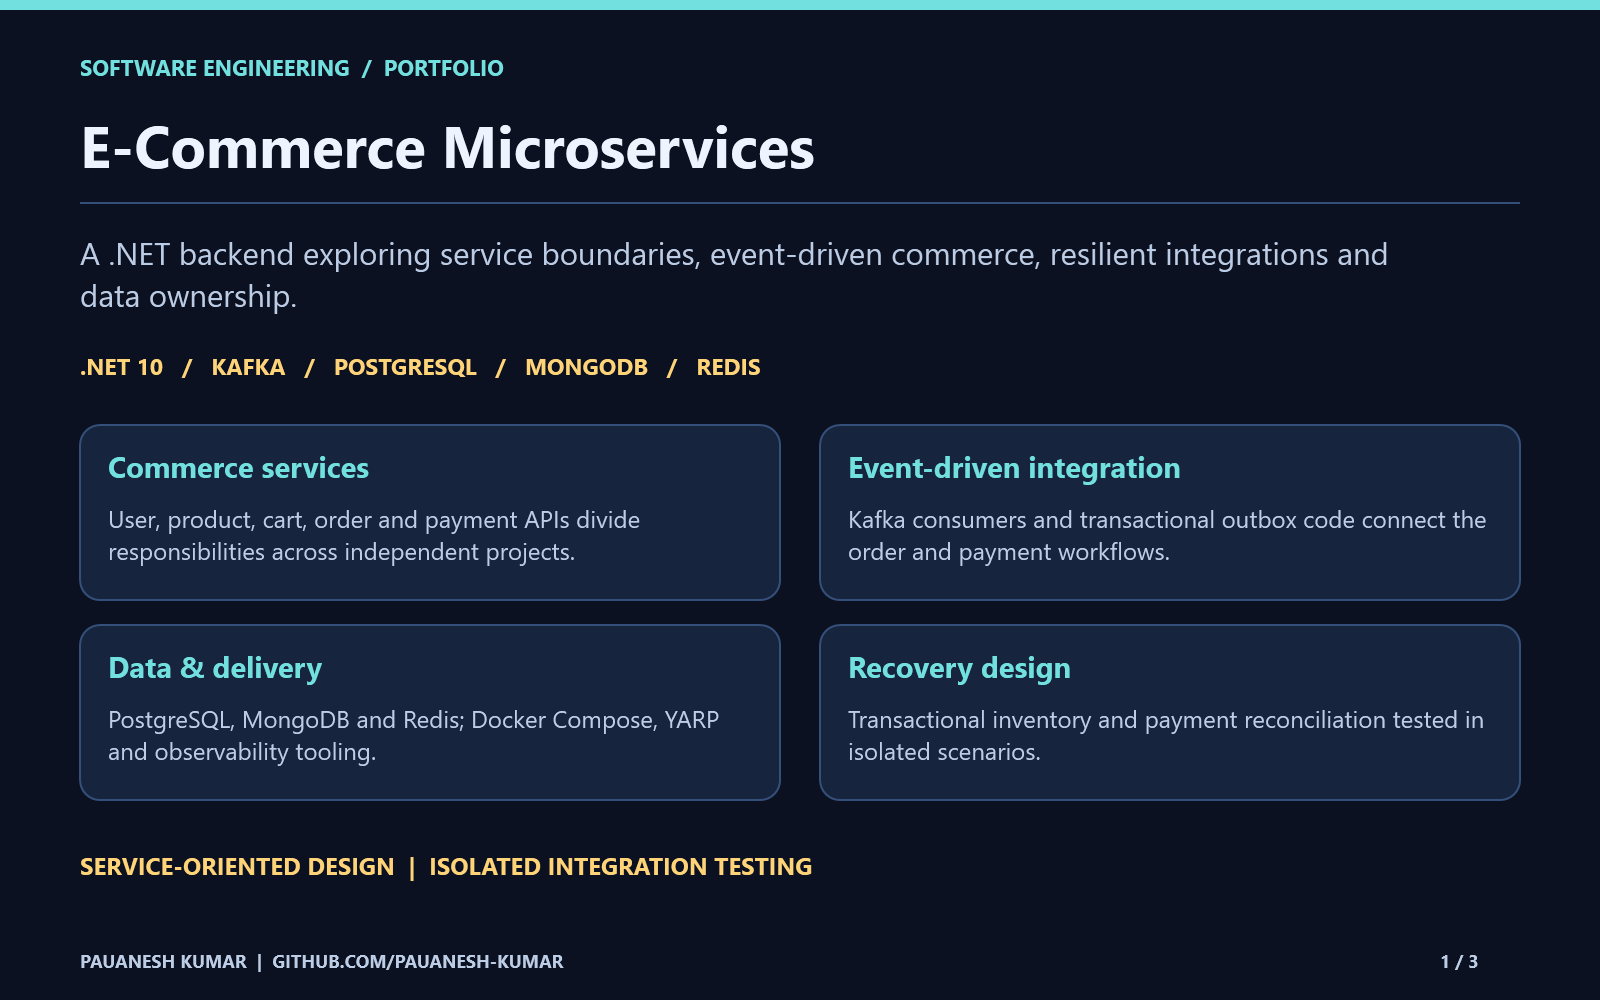 SOFTWARE ENGINEERING / PORTFOLIO
E-Commerce Microservices
A .NET backend exploring service boundaries, event-driven commerce, resilient integrations and
data ownership.
.NET 10 / KAFKA / POSTGRESQL / MONGODB / REDIS
Commerce services
User, product, cart, order and payment APIs divide
responsibilities across independent projects.
Event-driven integration
Kafka consumers and transactional outbox code connect the
order and payment workflows.
Data & delivery
PostgreSQL, MongoDB and Redis; Docker Compose, YARP
and observability tooling.
Recovery design
Transactional inventory and payment reconciliation tested in
isolated scenarios.
SERVICE-ORIENTED DESIGN | ISOLATED INTEGRATION TESTING
PAUANESH KUMAR | GITHUB.COM/PAUANESH-KUMAR
1 / 3